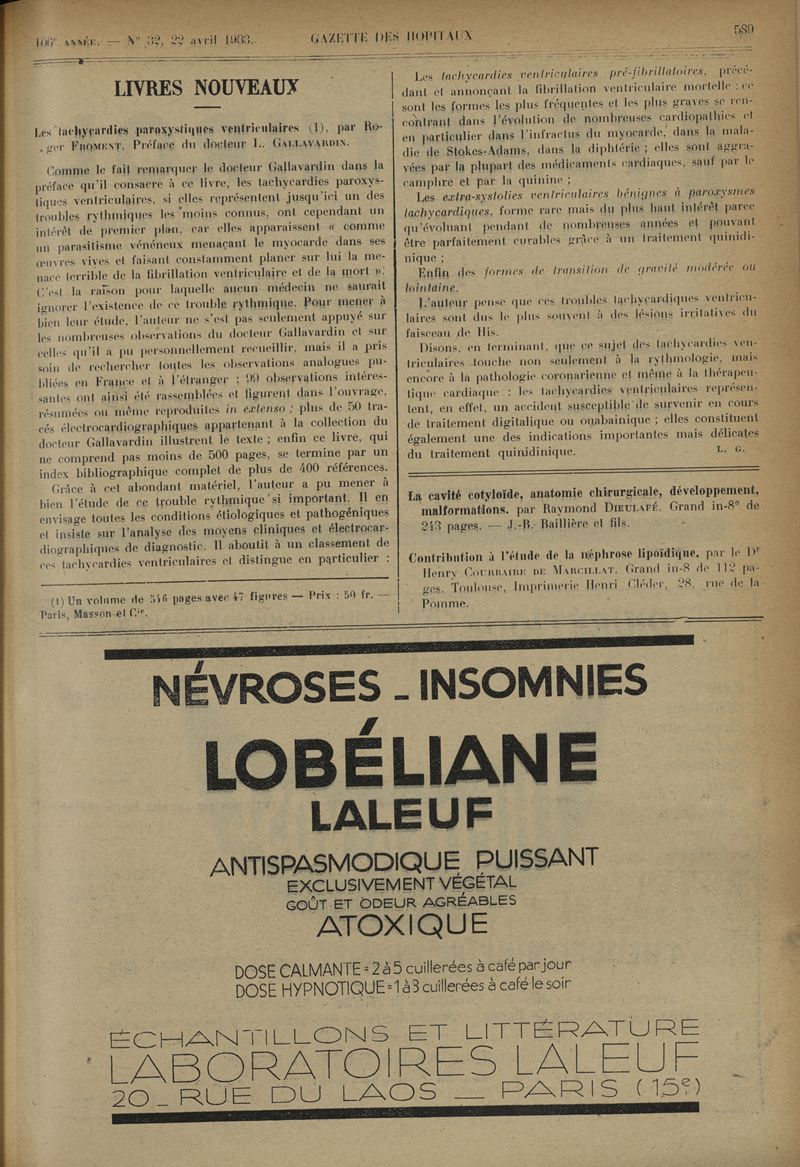 106e ANNÉE. — N° 32, 22 avril 1933.
GAZETTE DES HOPITAUX
589
LIVRES NOUVEAUX
Les tachycardies paroxystiques ventriculaires (1), par Ro-
ger FROMENT. Préface du docteur L. GALLAVARDIN.
Comme le fait remarquer le docteur Gallavardin dans la
préface qu'il consacre à ce livre, les tachycardies paroxys-
tiques ventriculaires, si elles représentent jusqu'ici un des
troubles rythmiques les moins connus, ont cependant un
intérêt de premier plan, car elles apparaissent « comme
un parasitisme vénéneux menaçant le myocarde dans ses
œuvres vives et faisant constamment planer sur lui la me-
nace terrible de la fibrillation ventriculaire et de la mort ».
C'est la raison pour laquelle aucun médecin ne saurait
ignorer l'existence de ce trouble rythmique. Pour mener à
bien leur étude, l'auteur ne s'est pas seulement appuyé sur
les nombreuses observations du docteur Gallavardin et sur
celles qu'il a pu personnellement recueillir, mais il a pris
soin de rechercher toutes les observations analogues pu-
bliées en France et à l'étranger ; 99 observations intéres-
santes ont ainsi été rassemblées et figurent dans l'ouvrage,
résumées ou même reproduites in extenso ; plus de 50 tra-
cés électrocardiographiques appartenant à la collection du
docteur Gallavardin illustrent le texte ; enfin ce livre, qui
ne comprend pas moins de 500 pages, se termine par un
index bibliographique complet de plus de 400 références.
Grâce à cet abondant matériel, l'auteur a pu mener à
bien l'étude de ce trouble rythmique si important. Il en
envisage toutes les conditions étiologiques et pathogéniques
et insiste sur l'analyse des moyens cliniques et électrocar-
diographiques de diagnostic. Il aboutit à un classement de
ces tachycardies ventriculaires et distingue en particulier :
(1) Un volume de 546 pages avec 47 figures — Prix : 50 fr. —
Paris, Masson et Cie.
Les tachycardies ventriculaires pré-fibrillatoires, précé-
dant et annonçant la fibrillation ventriculaire mortelle : ce
sont les formes les plus fréquentes et les plus graves se ren-
contrant dans l'évolution de nombreuses cardiopathies et
en particulier dans l'infractus du myocarde, dans la mala-
die de Stokes-Adams, dans la diphtérie ; elles sont aggra-
vées par la plupart des médicaments cardiaques, sauf par le
camphre et par la quinine ;
Les extra-systolies ventriculaires bénignes à paroxysmes
tachycardiques, forme rare mais du plus haut intérêt parce
qu'évoluant pendant de nombreuses années et pouvant
être parfaitement curables grâce à un traitement quinidi-
nique ;
Enfin des formes de transition de gravité modérée ou
lointaine.
L'auteur pense que ces troubles tachycardiques ventricu-
laires sont dus le plus souvent à des lésions irritatives du
faisceau de His.
Disons, en terminant, que ce sujet des tachycardies ven-
triculaires touche non seulement à la rythmologie, mais
encore à la pathologie coronarienne et même à la thérapeu-
tique cardiaque : les tachycardies ventriculaires représen-
tent, en effet, un accident susceptible de survenir en cours
de traitement digitalique ou ouabaïnique ; elles constituent
également une des indications importantes mais délicates
du traitement quinidinique. L. G.
La cavité cotyloïde, anatomie chirurgicale, développement,
malformations. par Raymond DIEULAFÉ. Grand in-8° de
243 pages. — J.-B. Baillière et fils.
Contribution à l'étude de la néphrose lipoïdique, par le Dr
Henry COURBAIRE DE MARCILLAT. Grand in-8 de 112 pa-
ges. Toulouse, Imprimerie Henri Cléder, 28, rue de la
Pomme.
NÉVROSES _ INSOMNIES
LOBÉLIANE
LALEUF
ANTISPASMODIQUE PUISSANT
EXCLUSIVEMENT VÉGÉTAL
GOÛT ET ODEUR AGRÉABLES
ATOXIQUE
DOSE CALMANTE = 2 à 5 cuillerées à café par jour
DOSE HYPNOTIQUE = 1 à 3 cuillerées à café le soir
ÉCHANTILLONS ET LITTÉRATURE
LABORATOIRES LALEUF
20 _ RUE DU LAOS __ PARIS (15e)